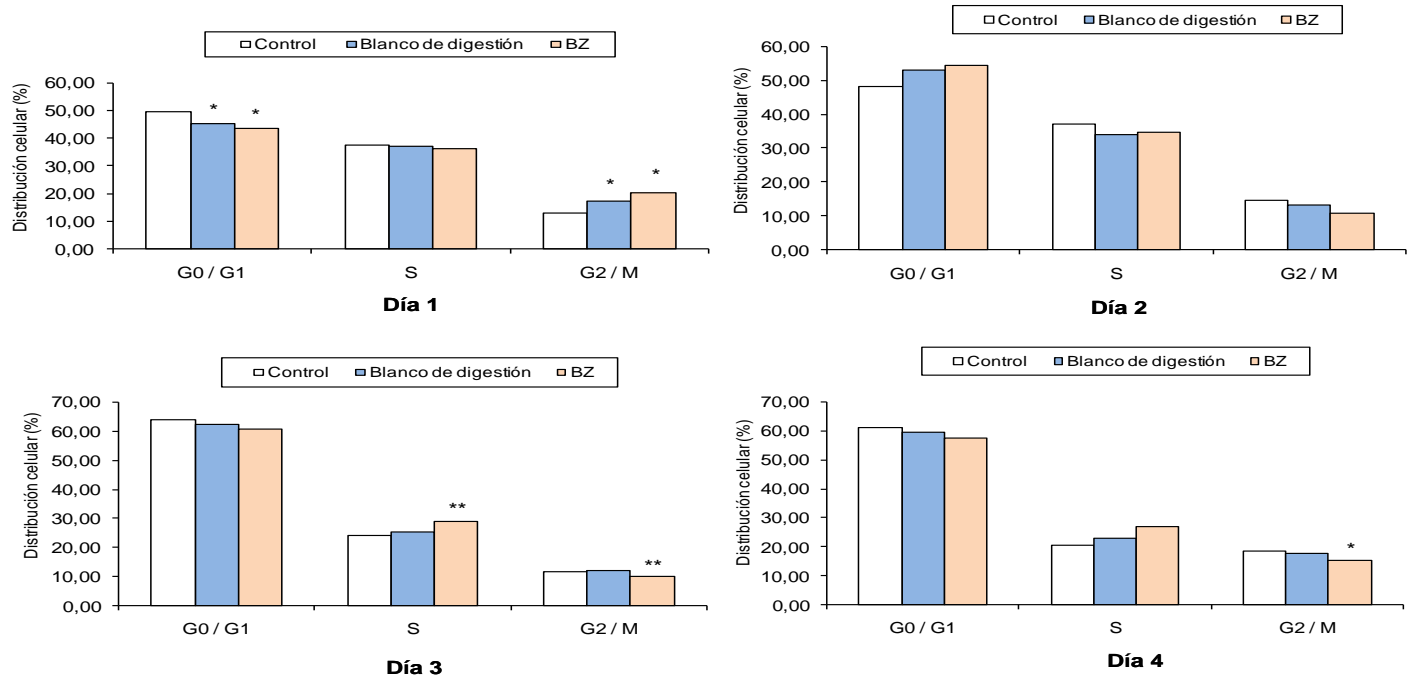 Control Blanco de digestión BZ
Distribución celular (%)
60,00
50,00
40,00
30,00
20,00
10,00
0,00
* *
* *
G0 / G1 S G2 / M
Día 1
Control Blanco de digestión BZ
Distribución celular (%)
60,00
50,00
40,00
30,00
20,00
10,00
0,00
G0 / G1 S G2 / M
Día 2
Control Blanco de digestión BZ
Distribución celular (%)
70,00
60,00
50,00
40,00
30,00
20,00
10,00
0,00
**
**
G0 / G1 S G2 / M
Día 3
Control Blanco de digestión BZ
Distribución celular (%)
70,00
60,00
50,00
40,00
30,00
20,00
10,00
0,00
*
G0 / G1 S G2 / M
Día 4